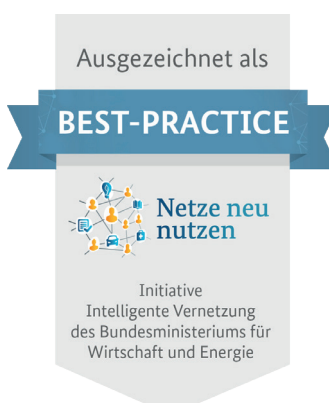 Ausgezeichnet als
BEST-PRACTICE
Netze neu
nutzen
Initiative
Intelligente Vernetzung
des Bundesministeriums für
Wirtschaft und Energie